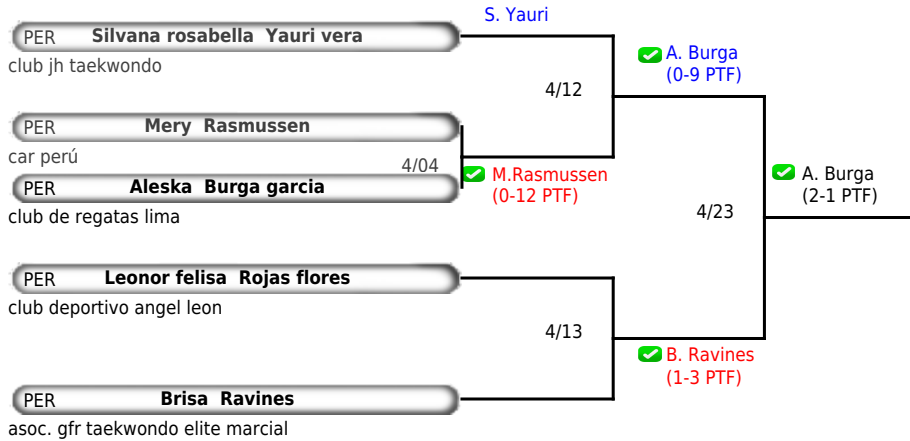 S. Yauri
PER Silvana rosabella Yauri vera
club jh taekwondo
A. Burga
(0-9 PTF)
4/12
PER Mery Rasmussen
car perú
4/04
M.Rasmussen
(0-12 PTF)
PER Aleska Burga garcia
club de regatas lima
A. Burga
(2-1 PTF)
4/23
PER Leonor felisa Rojas flores
club deportivo angel leon
4/13
B. Ravines
(1-3 PTF)
PER Brisa Ravines
asoc. gfr taekwondo elite marcial